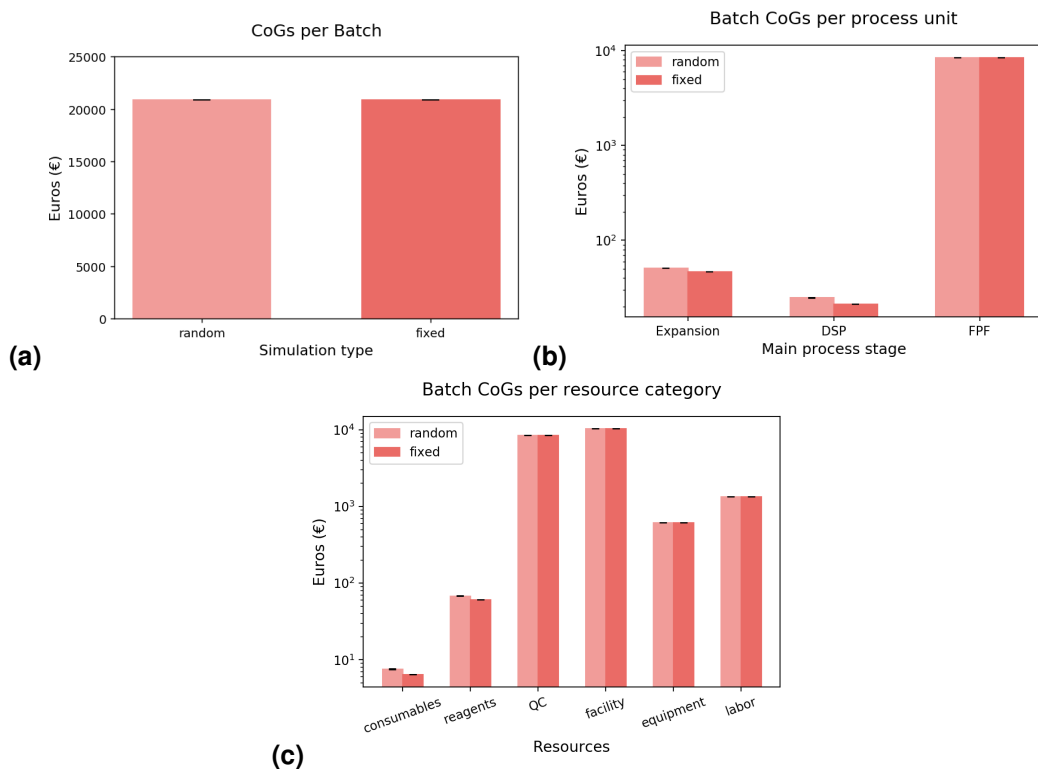 CoGs per Batch
25000
20000
15000
10000
5000
0
Euros (€)
random
fixed
Simulation type
(a)
Batch CoGs per process unit
random
fixed
10⁴
10³
10²
Euros (€)
Expansion
DSP
FPF
Main process stage
(b)
Batch CoGs per resource category
random
fixed
10⁴
10³
10²
10¹
Euros (€)
consumables
reagents
QC
facility
equipment
labor
Resources
(c)